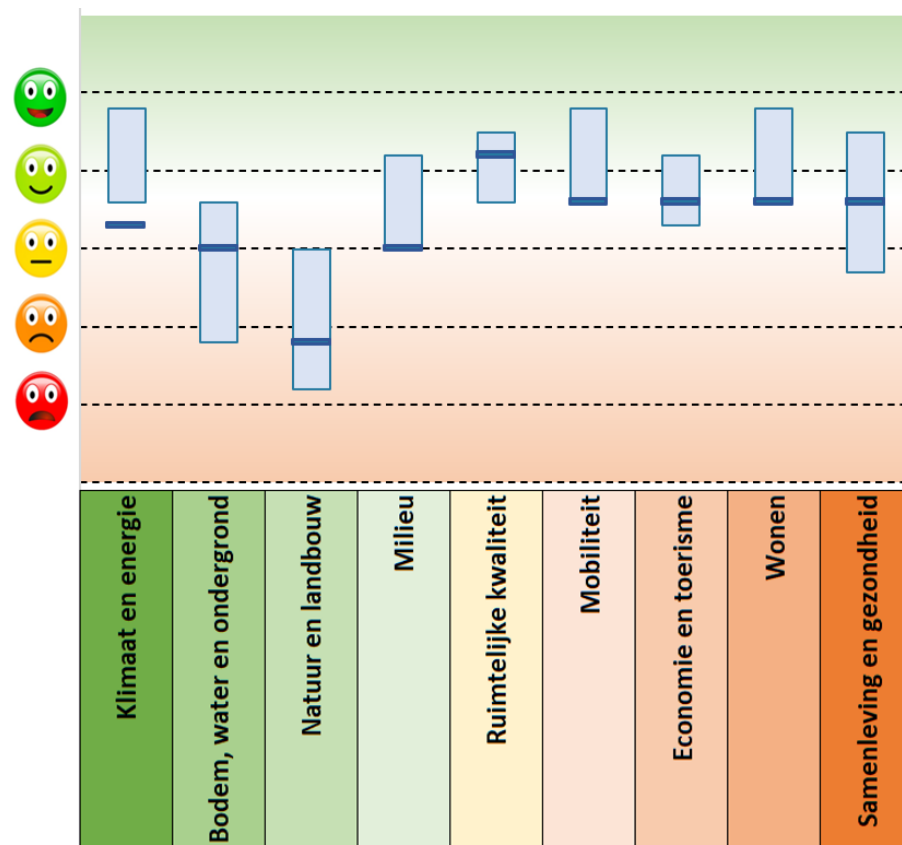 Klimaat en energie
Bodem, water en ondergrond
Natuur en landbouw
Milieu
Ruimtelijke kwaliteit
Mobiliteit
Economie en toerisme
Wonen
Samenleving en gezondheid